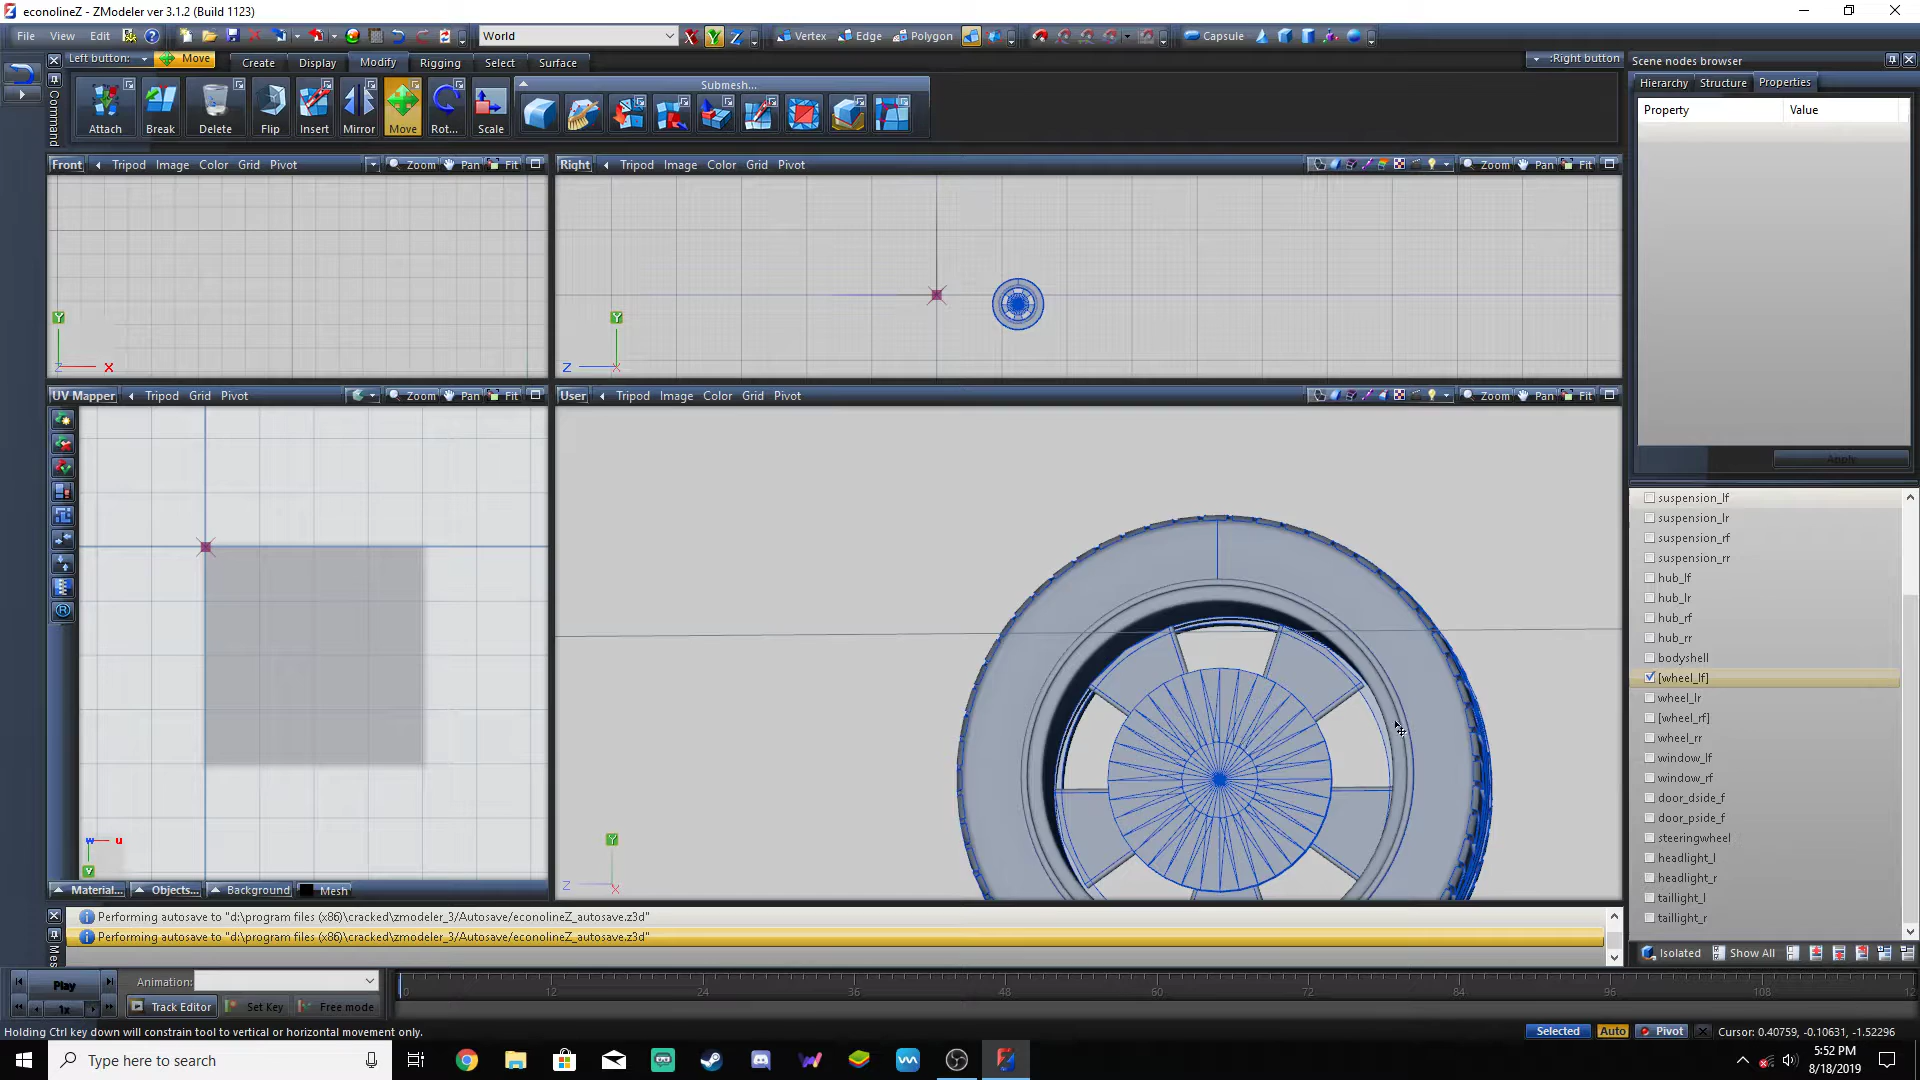 econolineZ - ZModeler ver 3.1.2 (Build 1123)
File View Edit World Vertex Edge Polygon Capsule
Left button: Move Create Display Modify Rigging Select Surface :Right button
Command
Attach Break Delete Flip Insert Mirror Move Rot... Scale Submesh...
Scene nodes browser
Hierarchy Structure Properties
Property Value
Apply
Front Tripod Image Color Grid Pivot Zoom Pan Fit
Right Tripod Image Color Grid Pivot Zoom Pan Fit
Y
Z X
Y
Z X
UV Mapper Tripod Grid Pivot Zoom Pan Fit
User Tripod Image Color Grid Pivot Zoom Pan Fit
w u
v
Y
Z X
Material... Objects... Background Mesh
suspension_lf
suspension_lr
suspension_rf
suspension_rr
hub_lf
hub_lr
hub_rf
hub_rr
bodyshell
[wheel_lf]
wheel_lr
[wheel_rf]
wheel_rr
window_lf
window_rf
door_dside_f
door_pside_f
steeringwheel
headlight_l
headlight_r
taillight_l
taillight_r
Isolated Show All
Performing autosave to "d:\program files (x86)\cracked\zmodeler_3/Autosave/econolineZ_autosave.z3d"
Performing autosave to "d:\program files (x86)\cracked\zmodeler_3/Autosave/econolineZ_autosave.z3d"
Mes
Play Animation:
1x Track Editor Set Key Free mode
0 12 24 36 48 60 72 84 96 108 12
Holding Ctrl key down will constrain tool to vertical or horizontal movement only.
Selected Auto Pivot Cursor: 0.40759, -0.10631, -1.52296
Type here to search
5:52 PM
8/18/2019